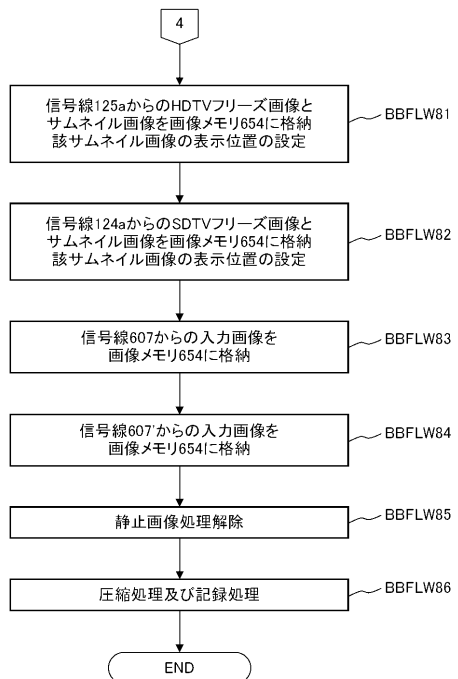 4
信号線125aからのHDTVフリーズ画像と
サムネイル画像を画像メモリ654に格納
該サムネイル画像の表示位置の設定
BBFLW81
信号線124aからのSDTVフリーズ画像と
サムネイル画像を画像メモリ654に格納
該サムネイル画像の表示位置の設定
BBFLW82
信号線607からの入力画像を
画像メモリ654に格納
BBFLW83
信号線607'からの入力画像を
画像メモリ654に格納
BBFLW84
静止画像処理解除
BBFLW85
圧縮処理及び記録処理
BBFLW86
END